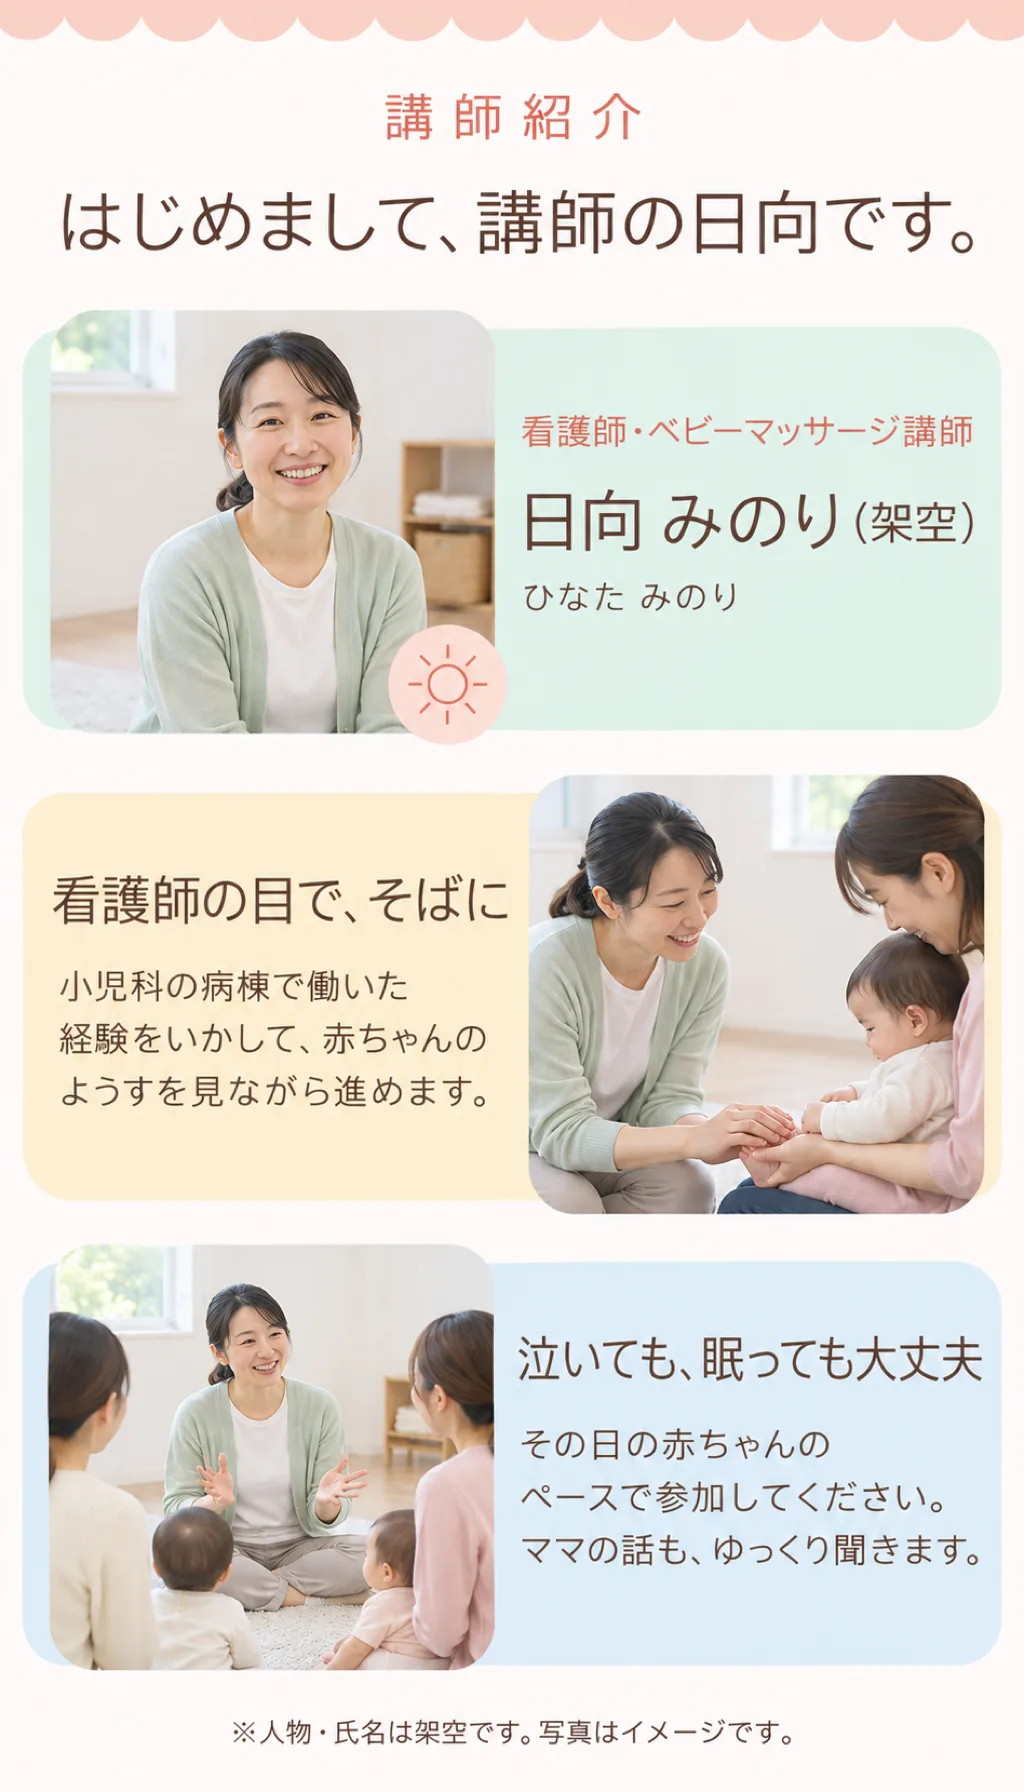 講師紹介
はじめまして、講師の日向です。
看護師・ベビーマッサージ講師
日向 みのり（架空）
ひなた みのり
看護師の目で、そばに
小児科の病棟で働いた
経験をいかして、赤ちゃんの
ようすを見ながら進めます。
泣いても、眠っても大丈夫
その日の赤ちゃんの
ペースで参加してください。
ママの話も、ゆっくり聞きます。
※人物・氏名は架空です。写真はイメージです。